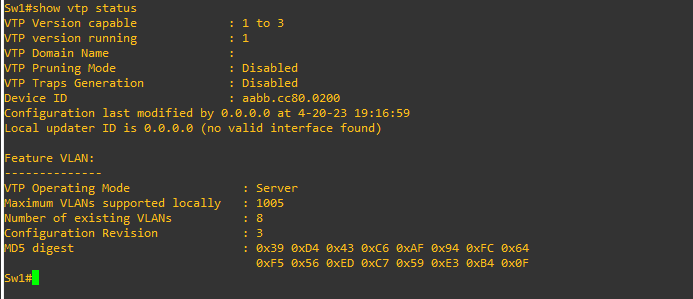 Sw1#show vtp status
VTP Version capable : 1 to 3
VTP version running : 1
VTP Domain Name :
VTP Pruning Mode : Disabled
VTP Traps Generation : Disabled
Device ID : aabb.cc80.0200
Configuration last modified by 0.0.0.0 at 4-20-23 19:16:59
Local updater ID is 0.0.0.0 (no valid interface found)
Feature VLAN:
--------------
VTP Operating Mode : Server
Maximum VLANs supported locally : 1005
Number of existing VLANs : 8
Configuration Revision : 3
MD5 digest : 0x39 0xD4 0x43 0xC6 0xAF 0x94 0xFC 0x64
0xF5 0x56 0xED 0xC7 0x59 0xE3 0xB4 0x0F
Sw1#